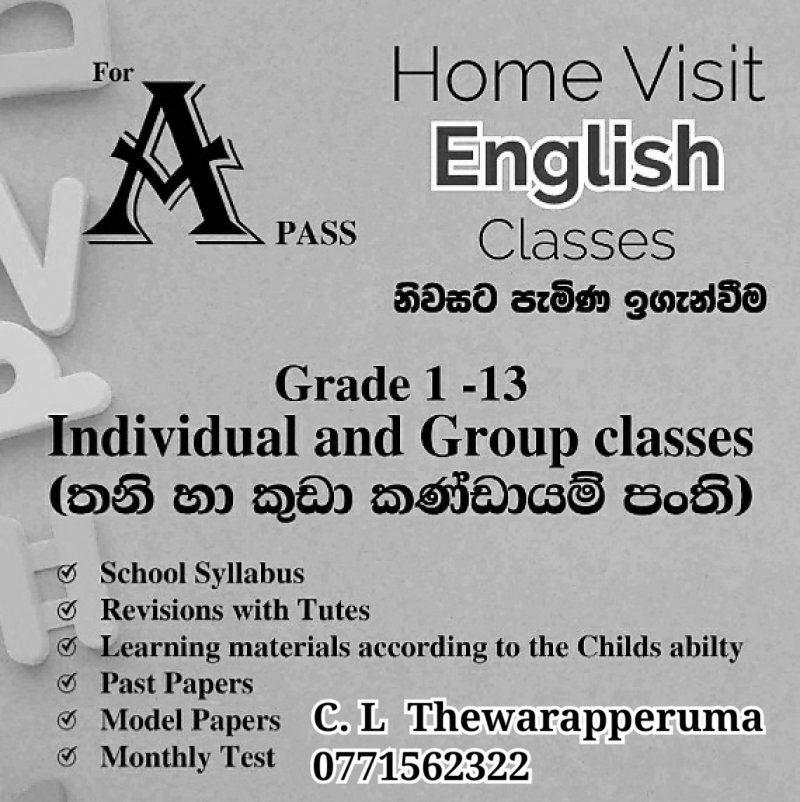 For
A
PASS
Home Visit
English
Classes
නිවසට පැමිණ ඉගැන්වීම
Grade 1 -13
Individual and Group classes
(තනි හා කුඩා කණ්ඩායම් පංති)
School Syllabus
Revisions with Tutes
Learning materials according to the Childs abilty
Past Papers
Model Papers
Monthly Test
C. L Thewarapperuma
0771562322